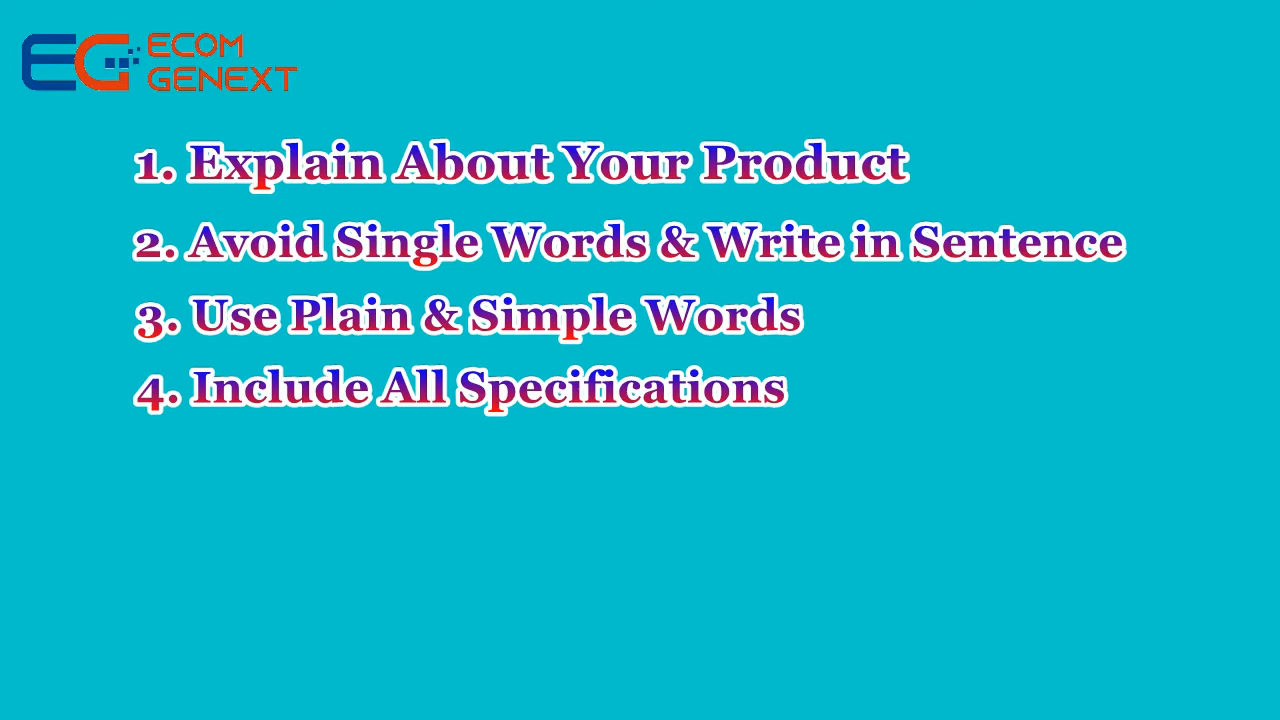 EG ECOM
GENEXT
1. Explain About Your Product
2. Avoid Single Words & Write in Sentence
3. Use Plain & Simple Words
4. Include All Specifications